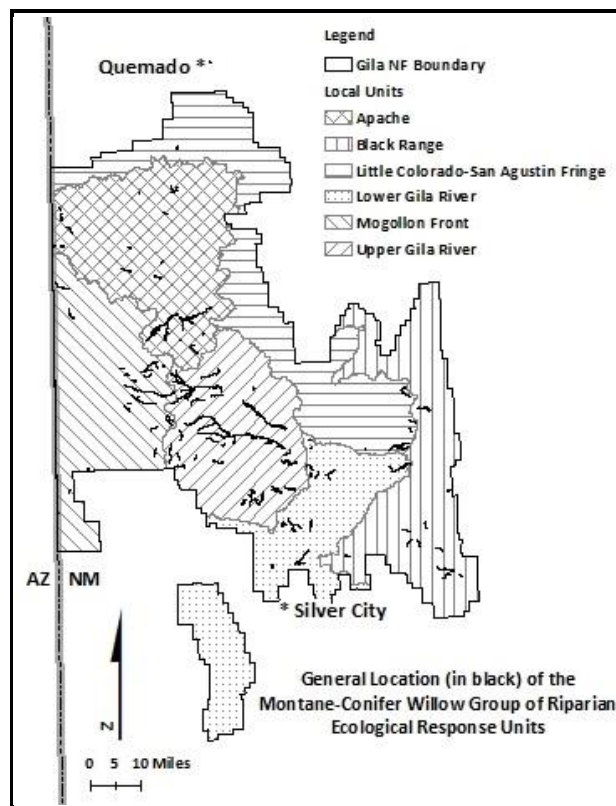 Legend
Quemado *
Gila NF Boundary
Local Units
Apache
Black Range
Little Colorado-San Agustin Fringe
Lower Gila River
Mogollon Front
Upper Gila River
AZ NM
* Silver City
General Location (in black) of the
Montane-Conifer Willow Group of Riparian
Ecological Response Units
N
0 5 10 Miles